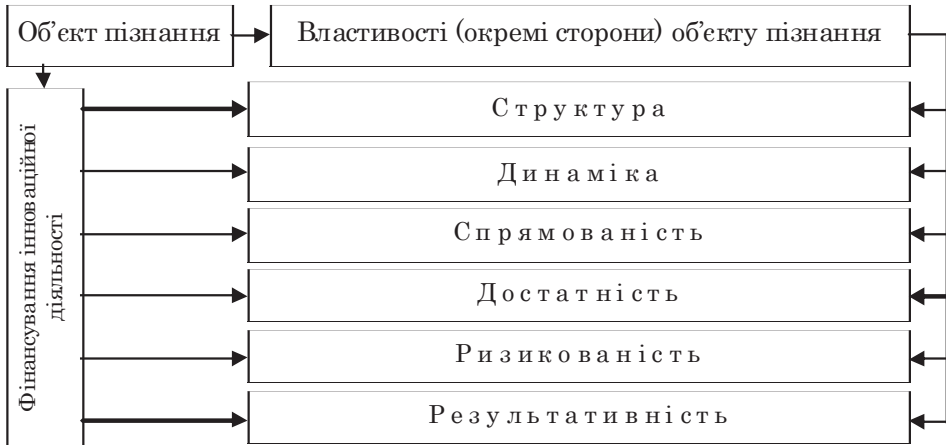 Об’єкт пізнання
Властивості (окремі сторони) об’єкту пізнання
Фінансування інноваційної
діяльності
Структура
Динаміка
Спрямованість
Достатність
Ризикованість
Результативність